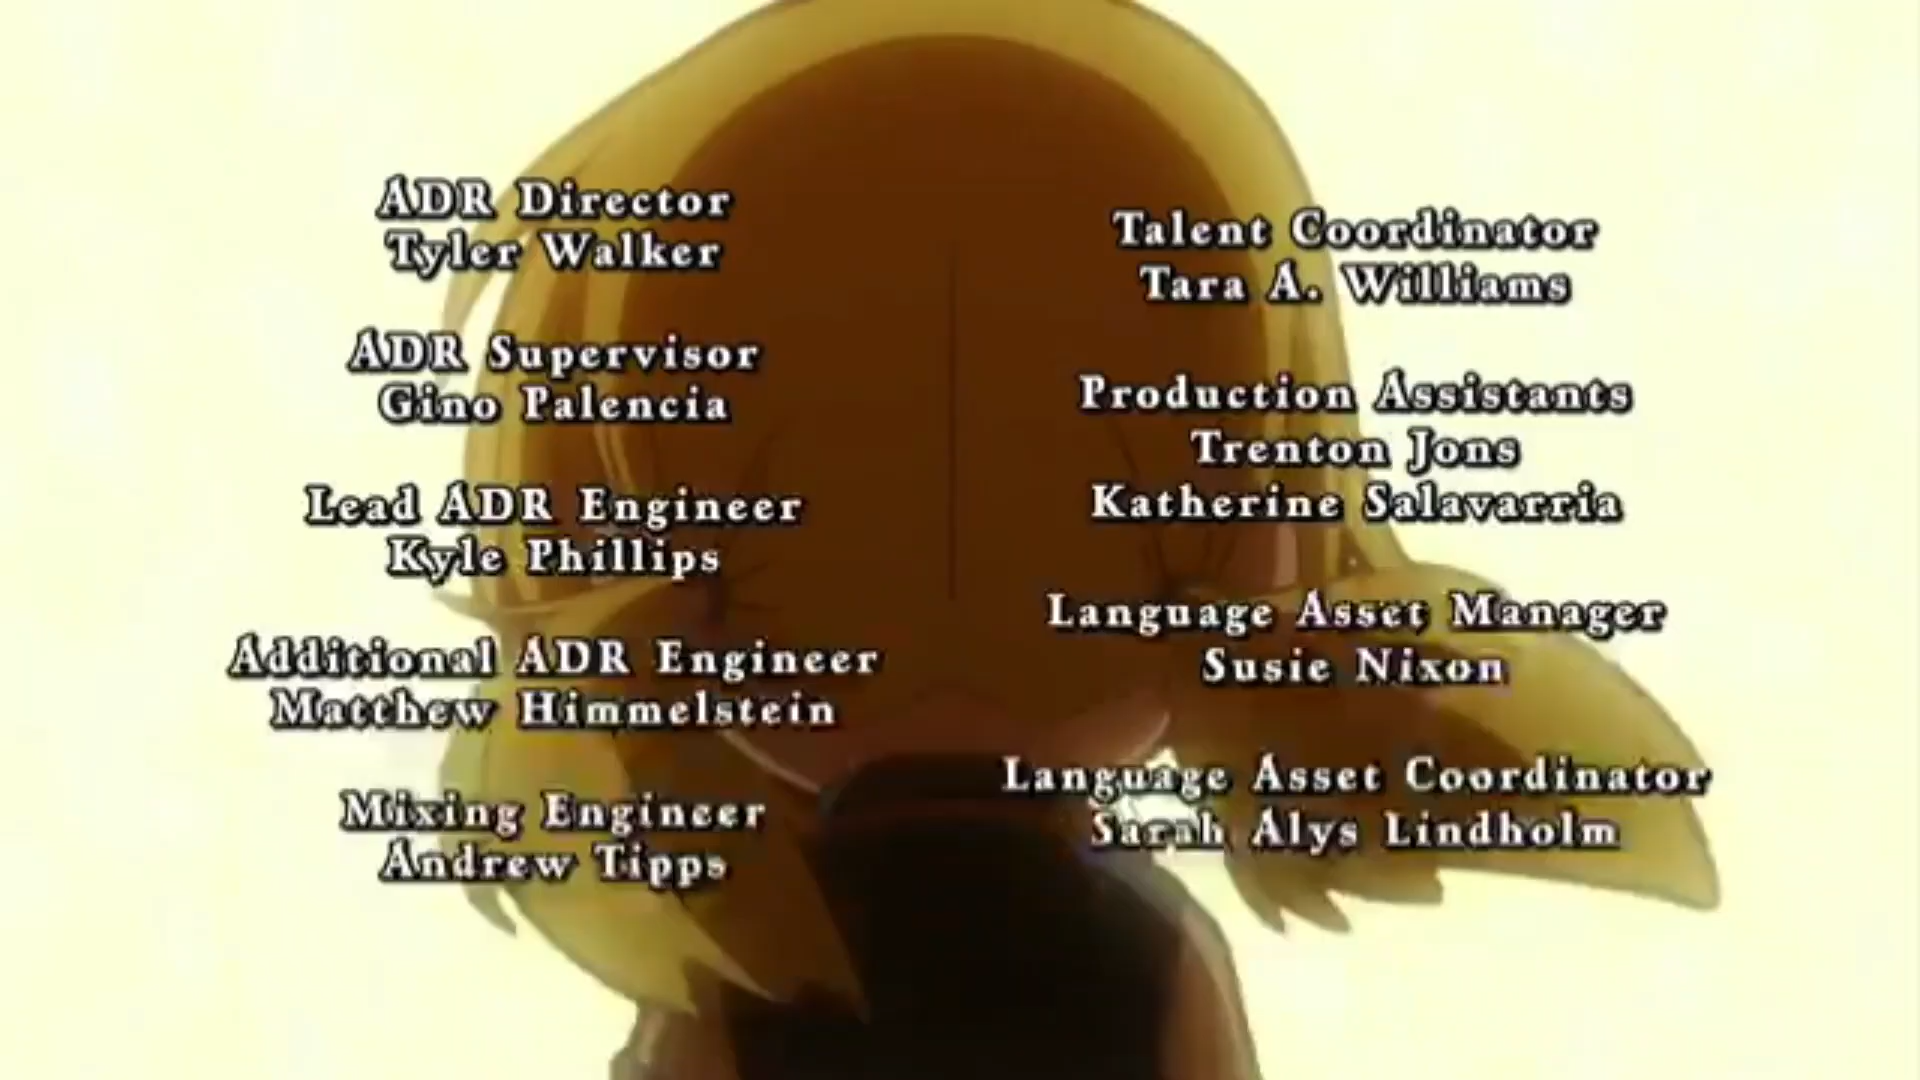 ADR Director
Tyler Walker
ADR Supervisor
Gino Palencia
Lead ADR Engineer
Kyle Phillips
Additional ADR Engineer
Matthew Himmelstein
Mixing Engineer
Andrew Tipps
Talent Coordinator
Tara A. Williams
Production Assistants
Trenton Jons
Katherine Salavarria
Language Asset Manager
Susie Nixon
Language Asset Coordinator
Sarah Alys Lindholm